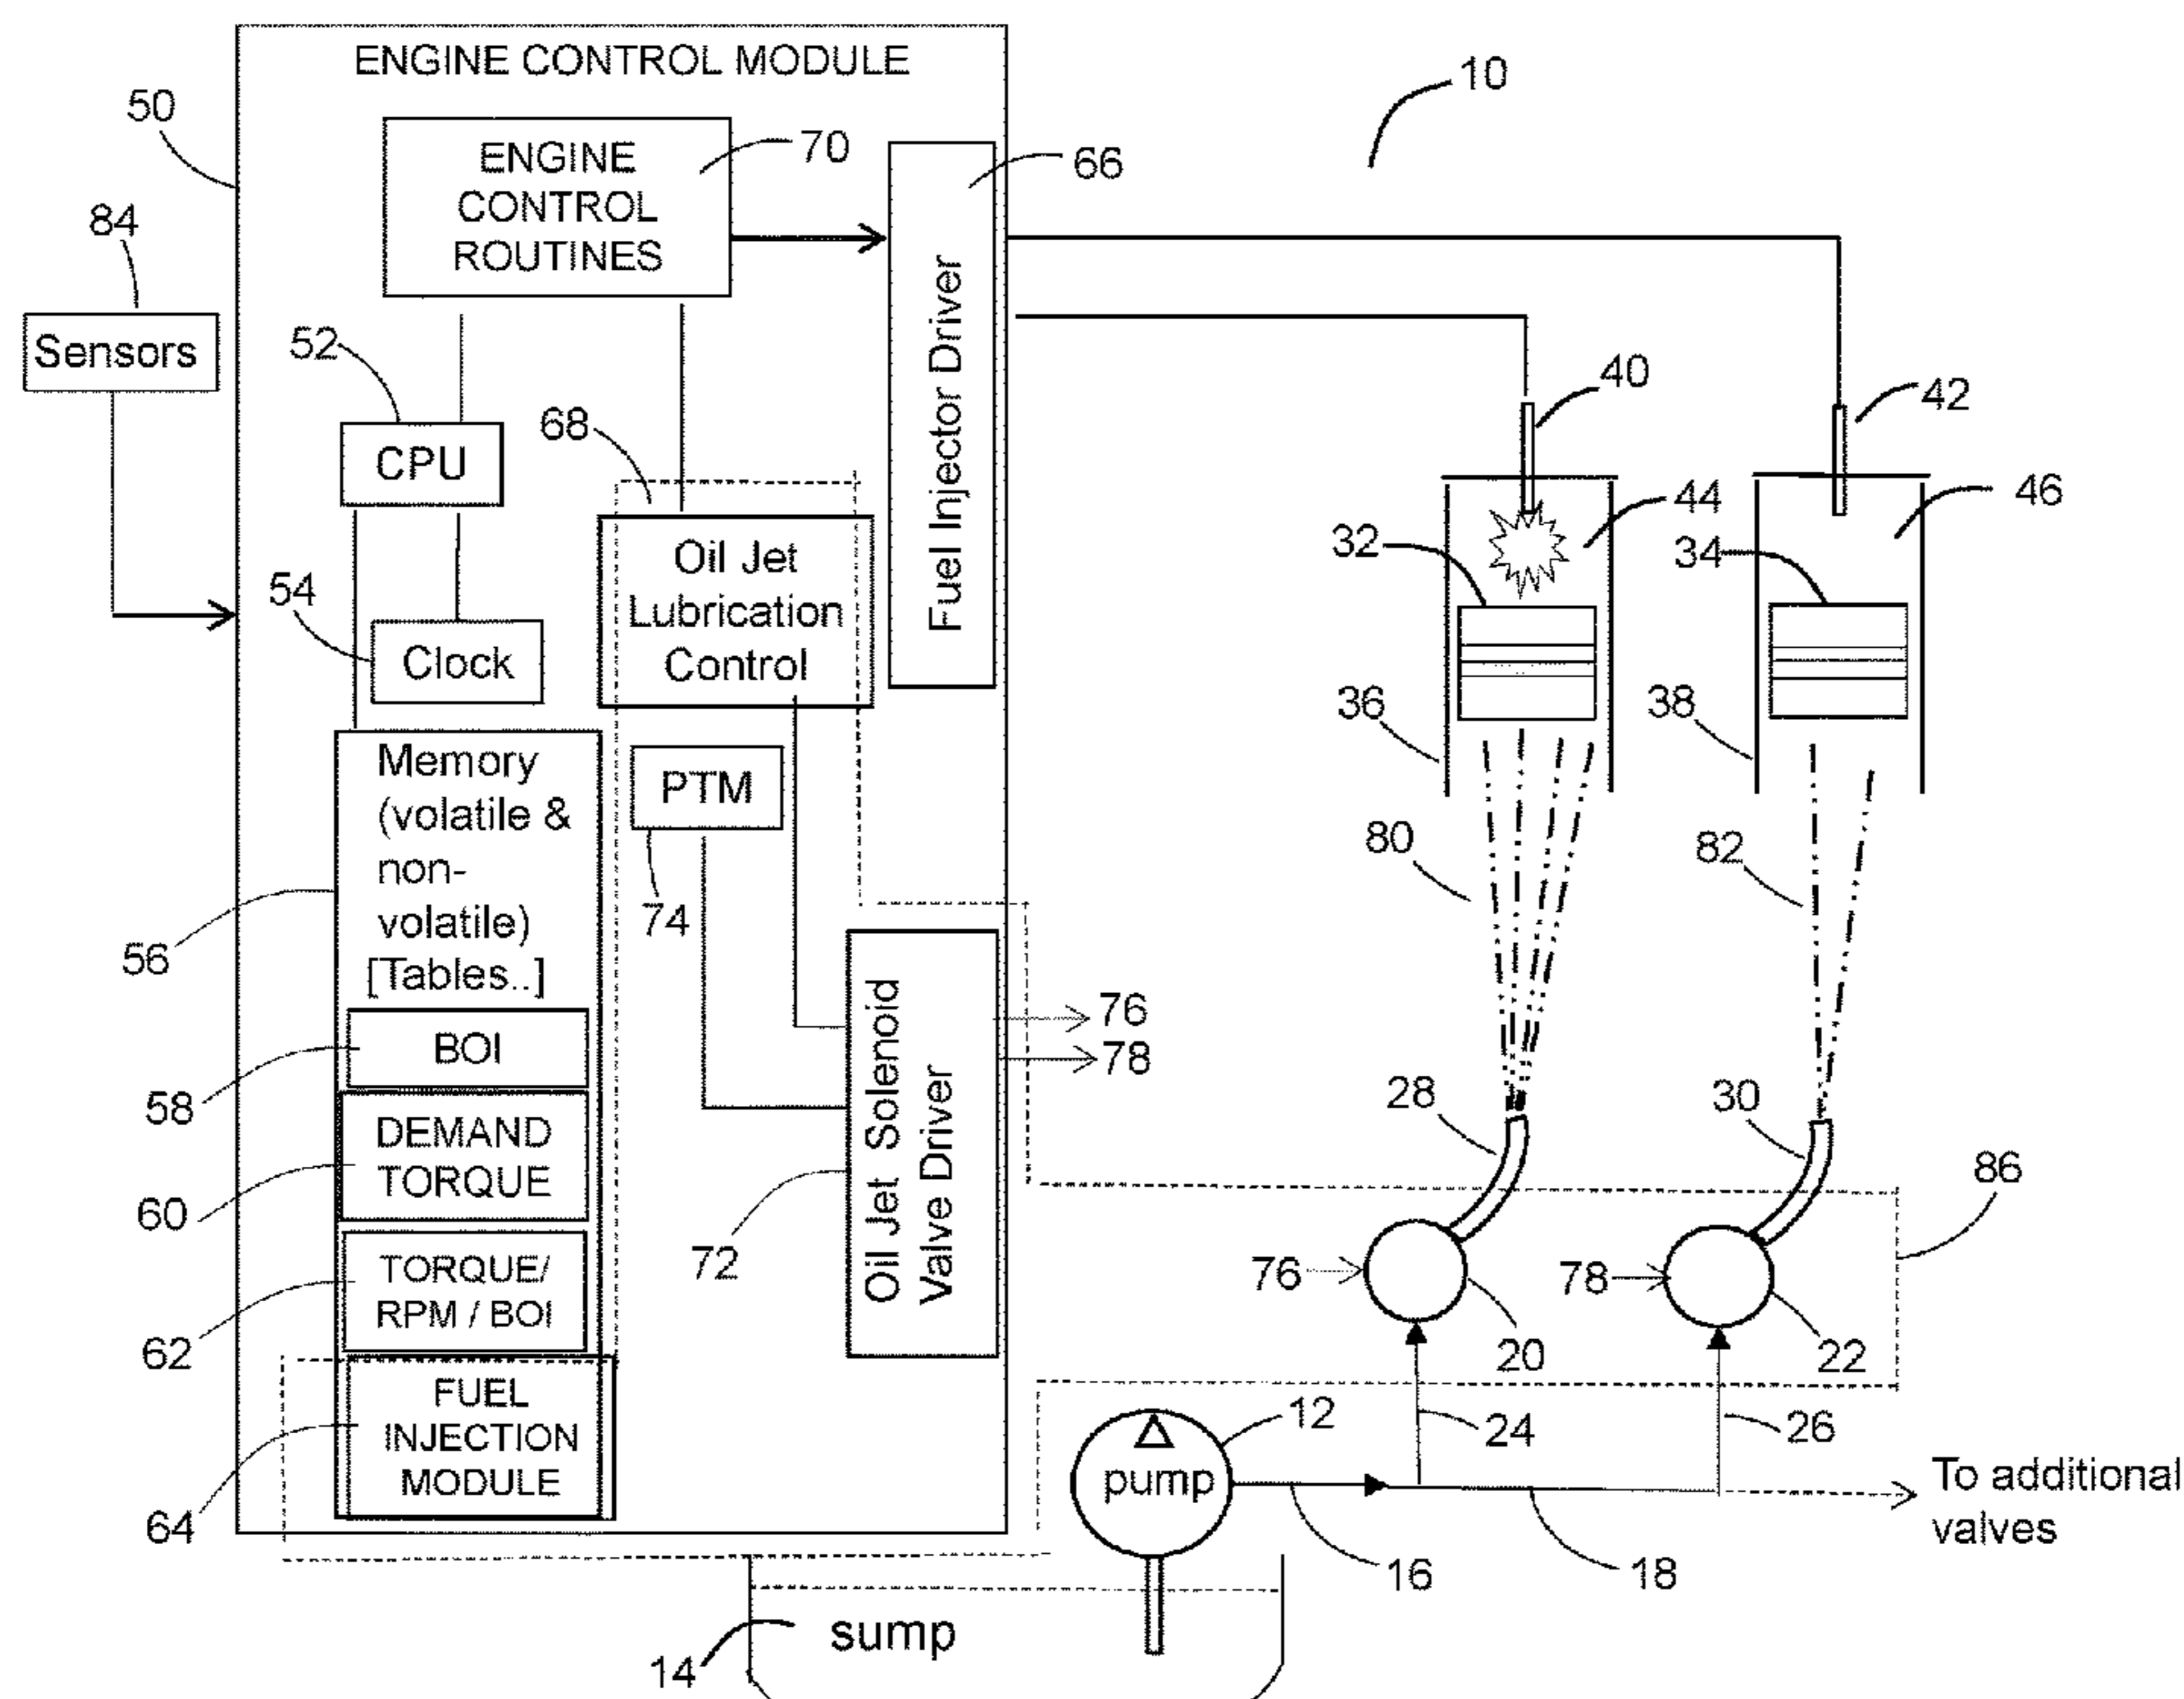 ENGINE CONTROL MODULE
10
50
ENGINE
CONTROL
ROUTINES
70
66
84
Sensors
52
CPU
68
Fuel Injector Driver
40
42
44
46
32
34
54
Clock
Oil Jet
Lubrication
Control
36
38
Memory
(volatile &
non-
volatile)
[Tables..]
PTM
74
80
82
56
BOI
58
76
78
Oil Jet Solenoid
Valve Driver
72
28
30
DEMAND
TORQUE
60
86
TORQUE/
RPM / BOI
62
76
78
20
22
FUEL
INJECTION
MODULE
64
12
pump
24
26
To additional
valves
16
18
14
sump